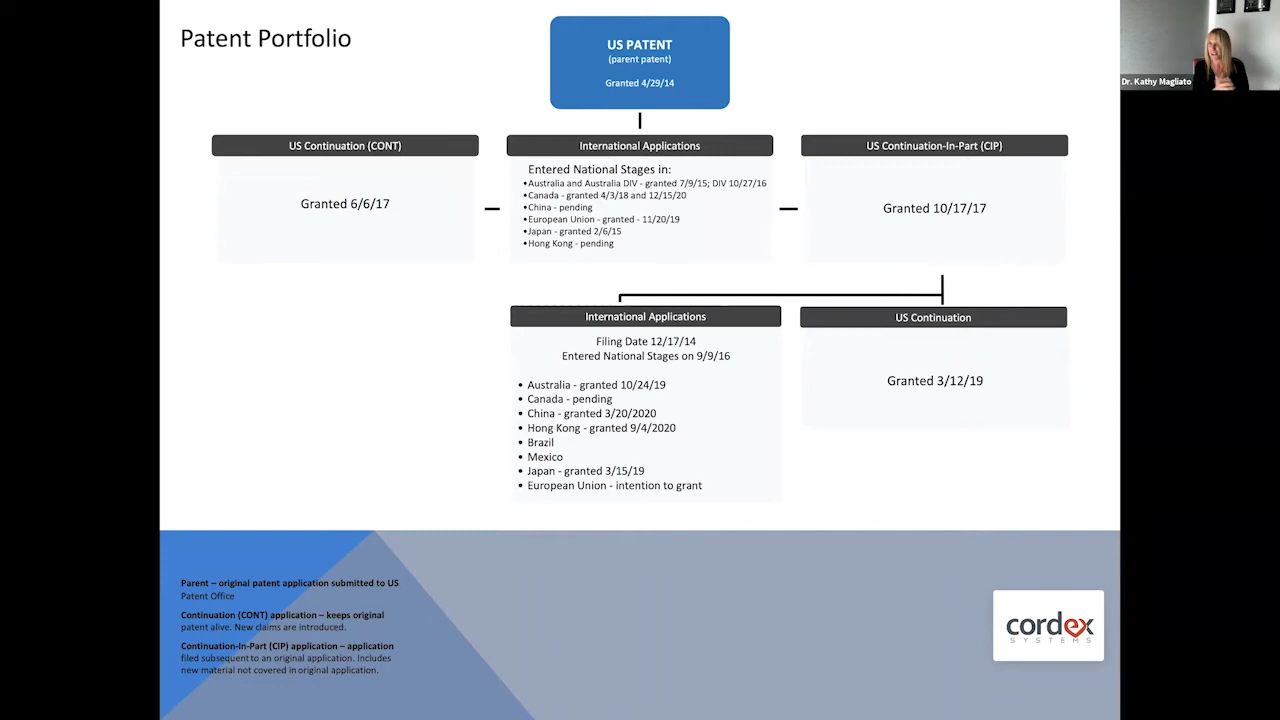 Patent Portfolio
US PATENT
(parent patent)
Granted 4/29/14
Dr. Kathy Magliato
US Continuation (CONT)
Granted 6/6/17
International Applications
Entered National Stages in:
•Australia and Australia DIV - granted 7/9/15; DIV 10/27/16
•Canada - granted 4/3/18 and 12/15/20
•China - pending
•European Union - granted - 11/20/19
•Japan - granted 2/6/15
•Hong Kong - pending
US Continuation-In-Part (CIP)
Granted 10/17/17
International Applications
Filing Date 12/17/14
Entered National Stages on 9/9/16
• Australia - granted 10/24/19
• Canada - pending
• China - granted 3/20/2020
• Hong Kong - granted 9/4/2020
• Brazil
• Mexico
• Japan - granted 3/15/19
• European Union - intention to grant
US Continuation
Granted 3/12/19
Parent – original patent application submitted to US
Patent Office
Continuation (CONT) application – keeps original
patent alive. New claims are introduced.
Continuation-In-Part (CIP) application – application
filed subsequent to an original application. Includes
new material not covered in original application.
cordex
SYSTEMS